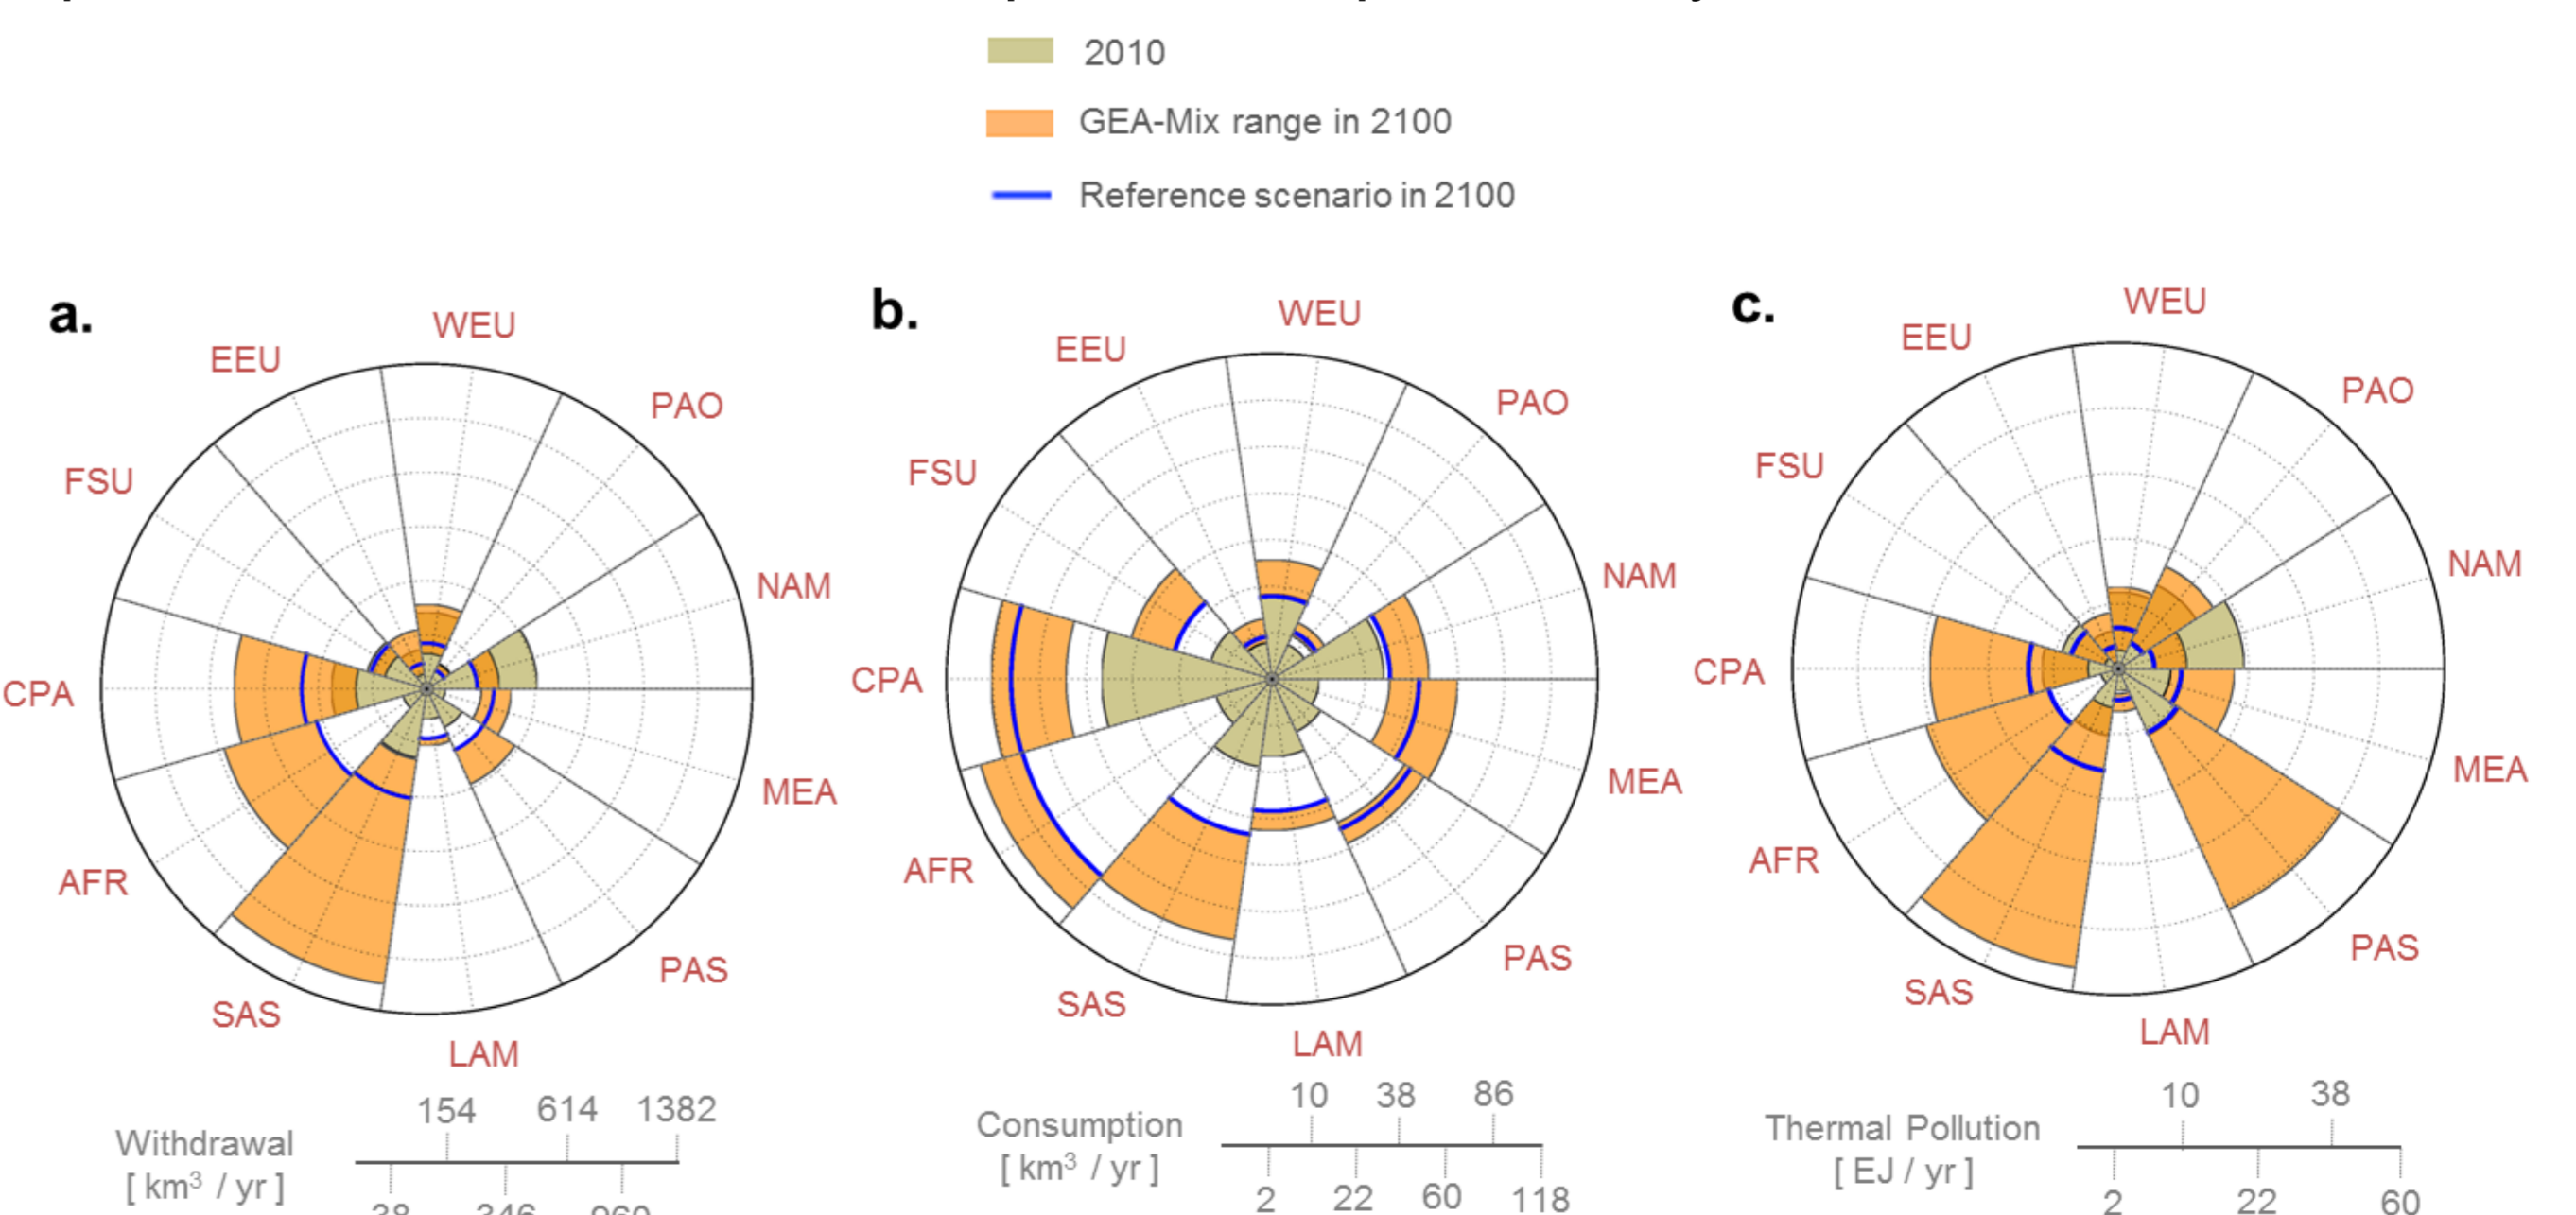 2010
GEA-Mix range in 2100
Reference scenario in 2100
a.
WEU
EEU
PAO
FSU
NAM
CPA
MEA
AFR
PAS
SAS
LAM
154 614 1382
Withdrawal
[ km³ / yr ]
38 346 960
b.
WEU
EEU
PAO
FSU
NAM
CPA
MEA
AFR
PAS
SAS
LAM
10 38 86
Consumption
[ km³ / yr ]
2 22 60 118
c.
WEU
EEU
PAO
FSU
NAM
CPA
MEA
AFR
PAS
SAS
LAM
10 38
Thermal Pollution
[ EJ / yr ]
2 22 60